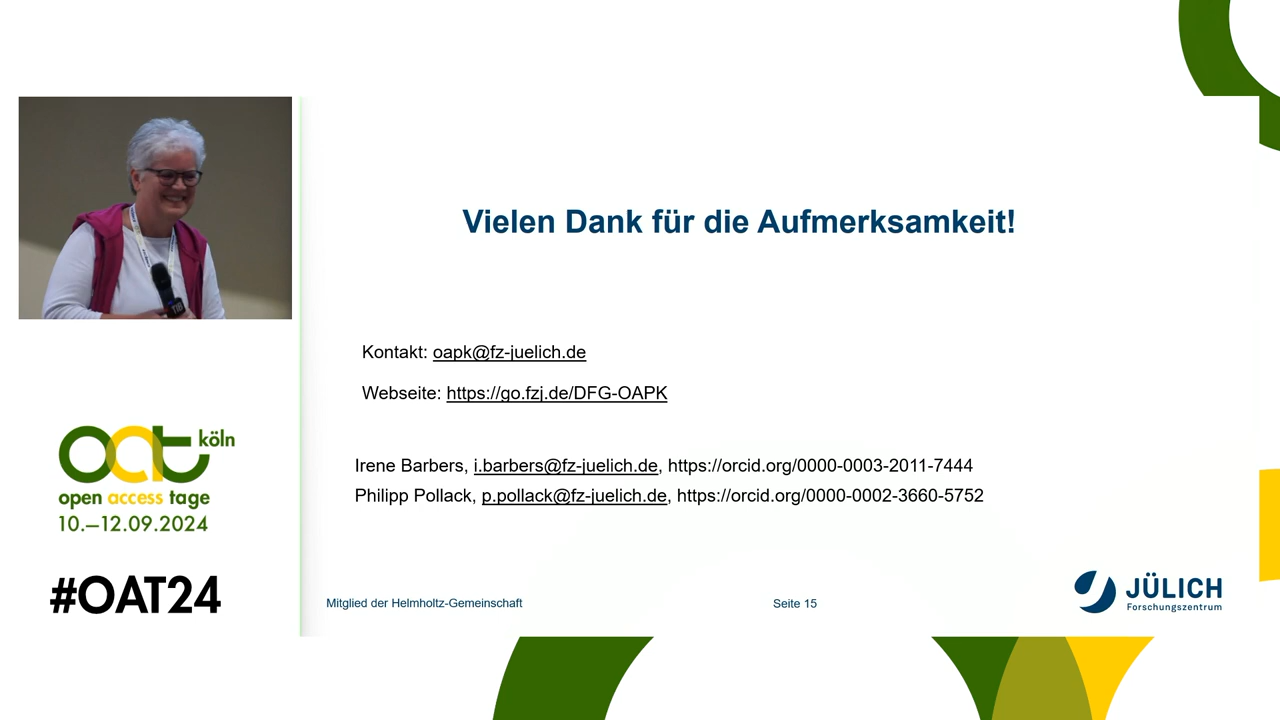 Vielen Dank für die Aufmerksamkeit!
Kontakt: oapk@fz-juelich.de
Webseite: https://go.fzj.de/DFG-OAPK
Irene Barbers, i.barbers@fz-juelich.de, https://orcid.org/0000-0003-2011-7444
Philipp Pollack, p.pollack@fz-juelich.de, https://orcid.org/0000-0002-3660-5752
Mitglied der Helmholtz-Gemeinschaft
Seite 15
JÜLICH
Forschungszentrum
oat köln
open access tage
10.–12.09.2024
#OAT24
TIB